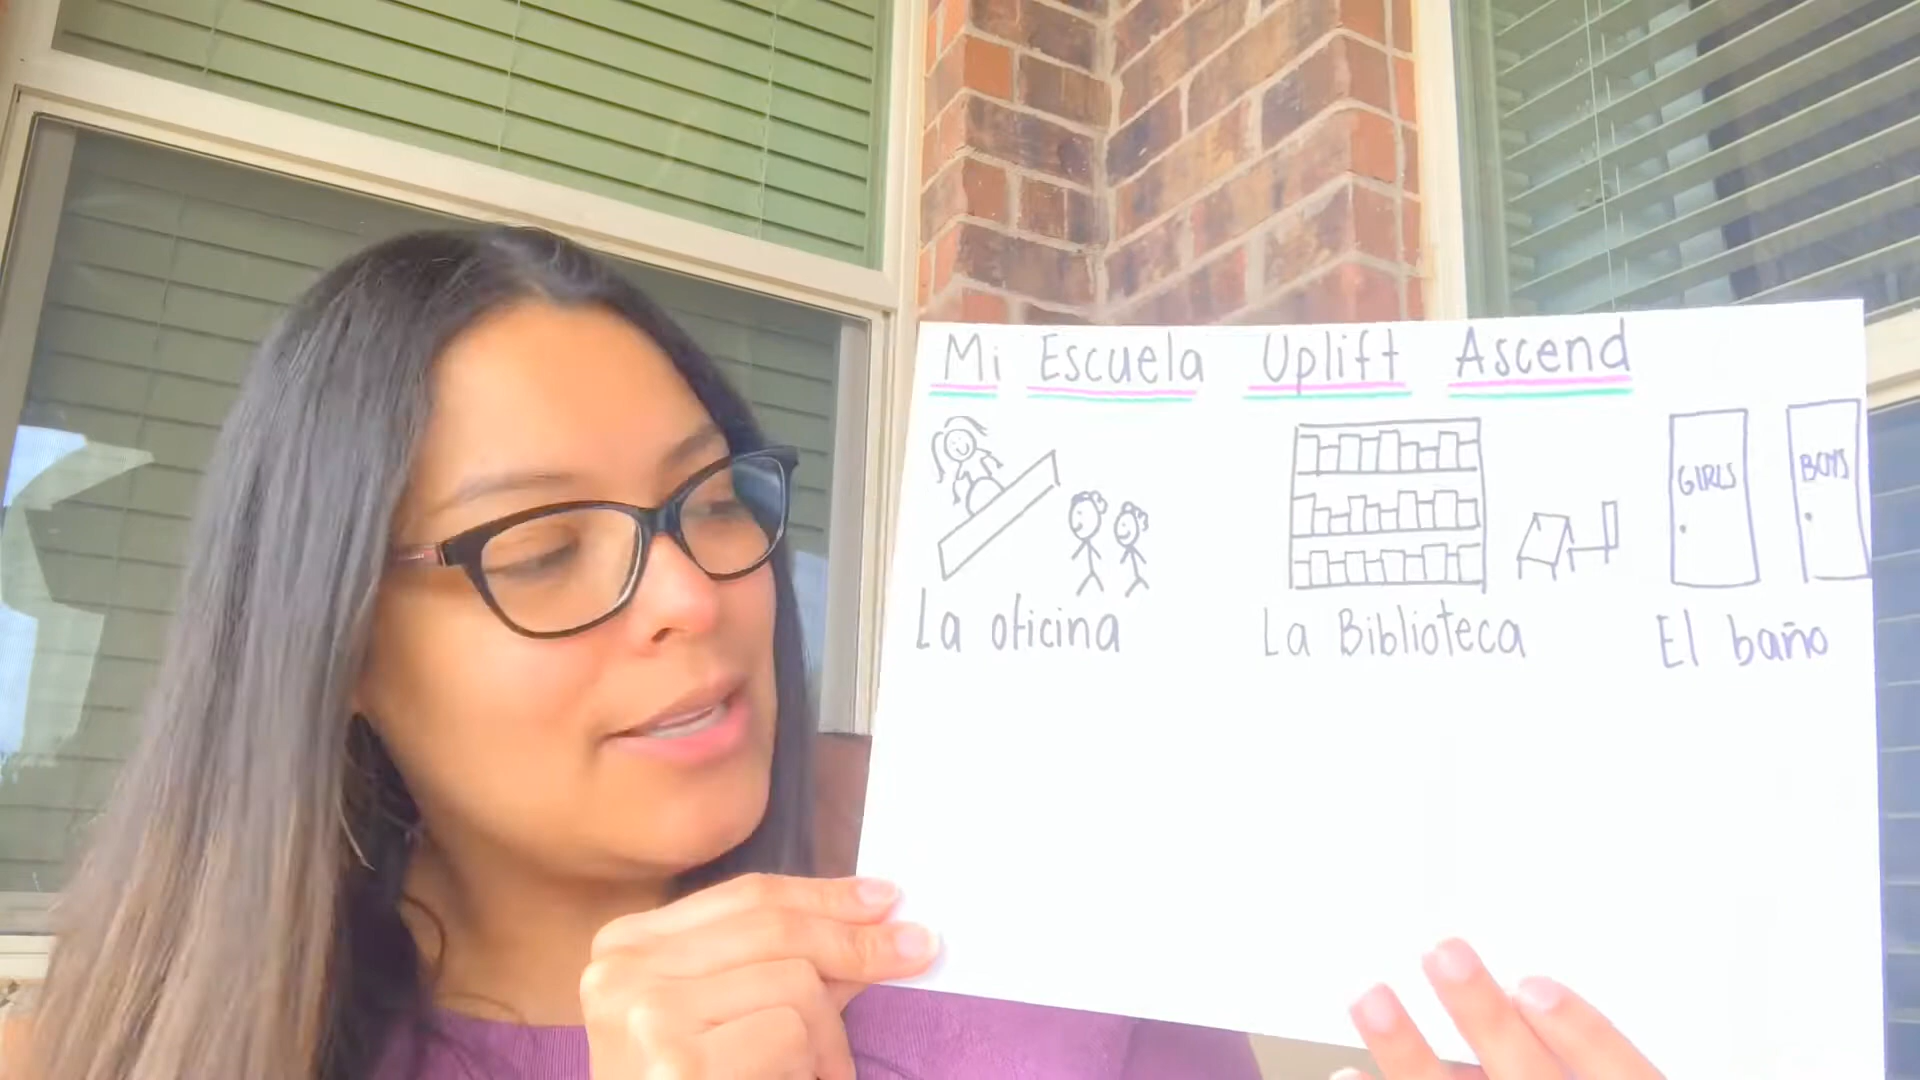 Mi Escuela Uplift Ascend
GIRLS BOYS
La oficina La Biblioteca El baño